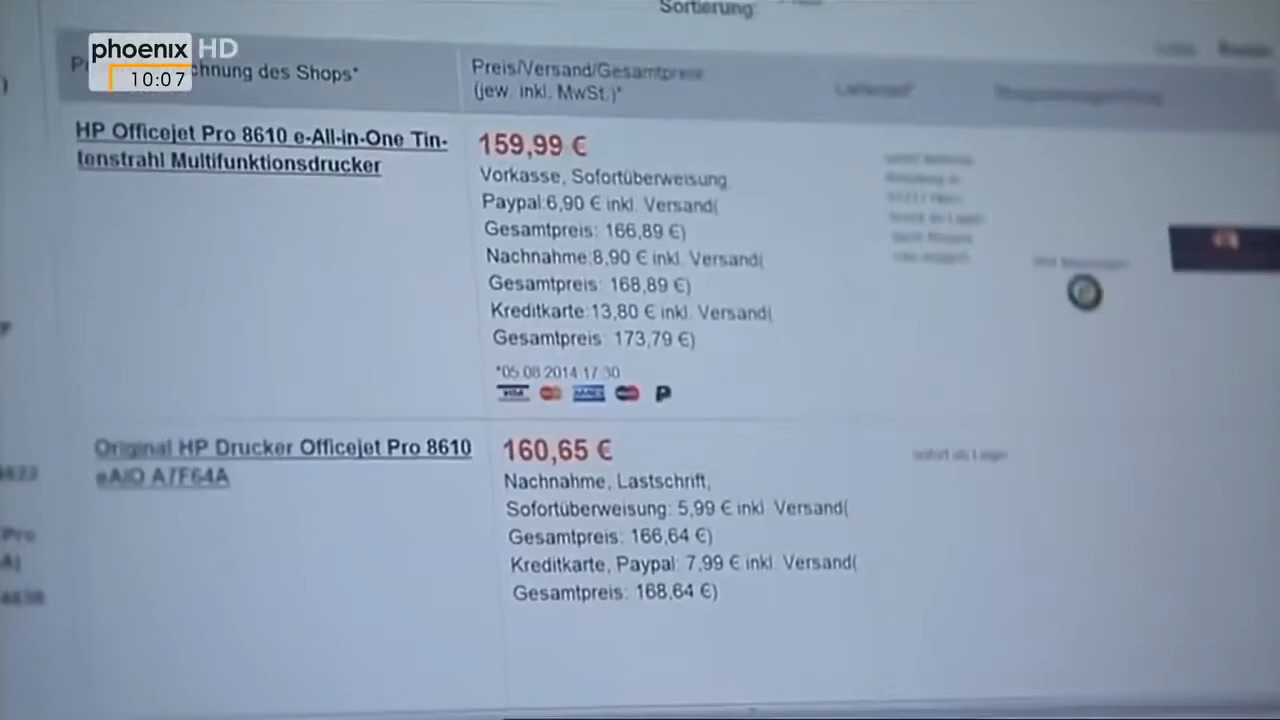 Sortierung:
phoenix HD
10:07
chnung des Shops*
Preis/Versand/Gesamtpreis
(jew. inkl. MwSt.)*
HP Officejet Pro 8610 e-All-in-One Tin-
tenstrahl Multifunktionsdrucker
159,99 €
Vorkasse, Sofortüberweisung,
Paypal:6,90 € inkl. Versand(
Gesamtpreis: 166,89 €)
Nachnahme:8,90 € inkl. Versand(
Gesamtpreis: 168,89 €)
Kreditkarte:13,80 € inkl. Versand(
Gesamtpreis: 173,79 €)
*05.08.2014 17:30
VISA
Original HP Drucker Officejet Pro 8610
eAIO A7F64A
160,65 €
sofort ab Lager
Nachnahme, Lastschrift,
Sofortüberweisung: 5,99 € inkl. Versand(
Gesamtpreis: 166,64 €)
Kreditkarte, Paypal: 7,99 € inkl. Versand(
Gesamtpreis: 168,64 €)